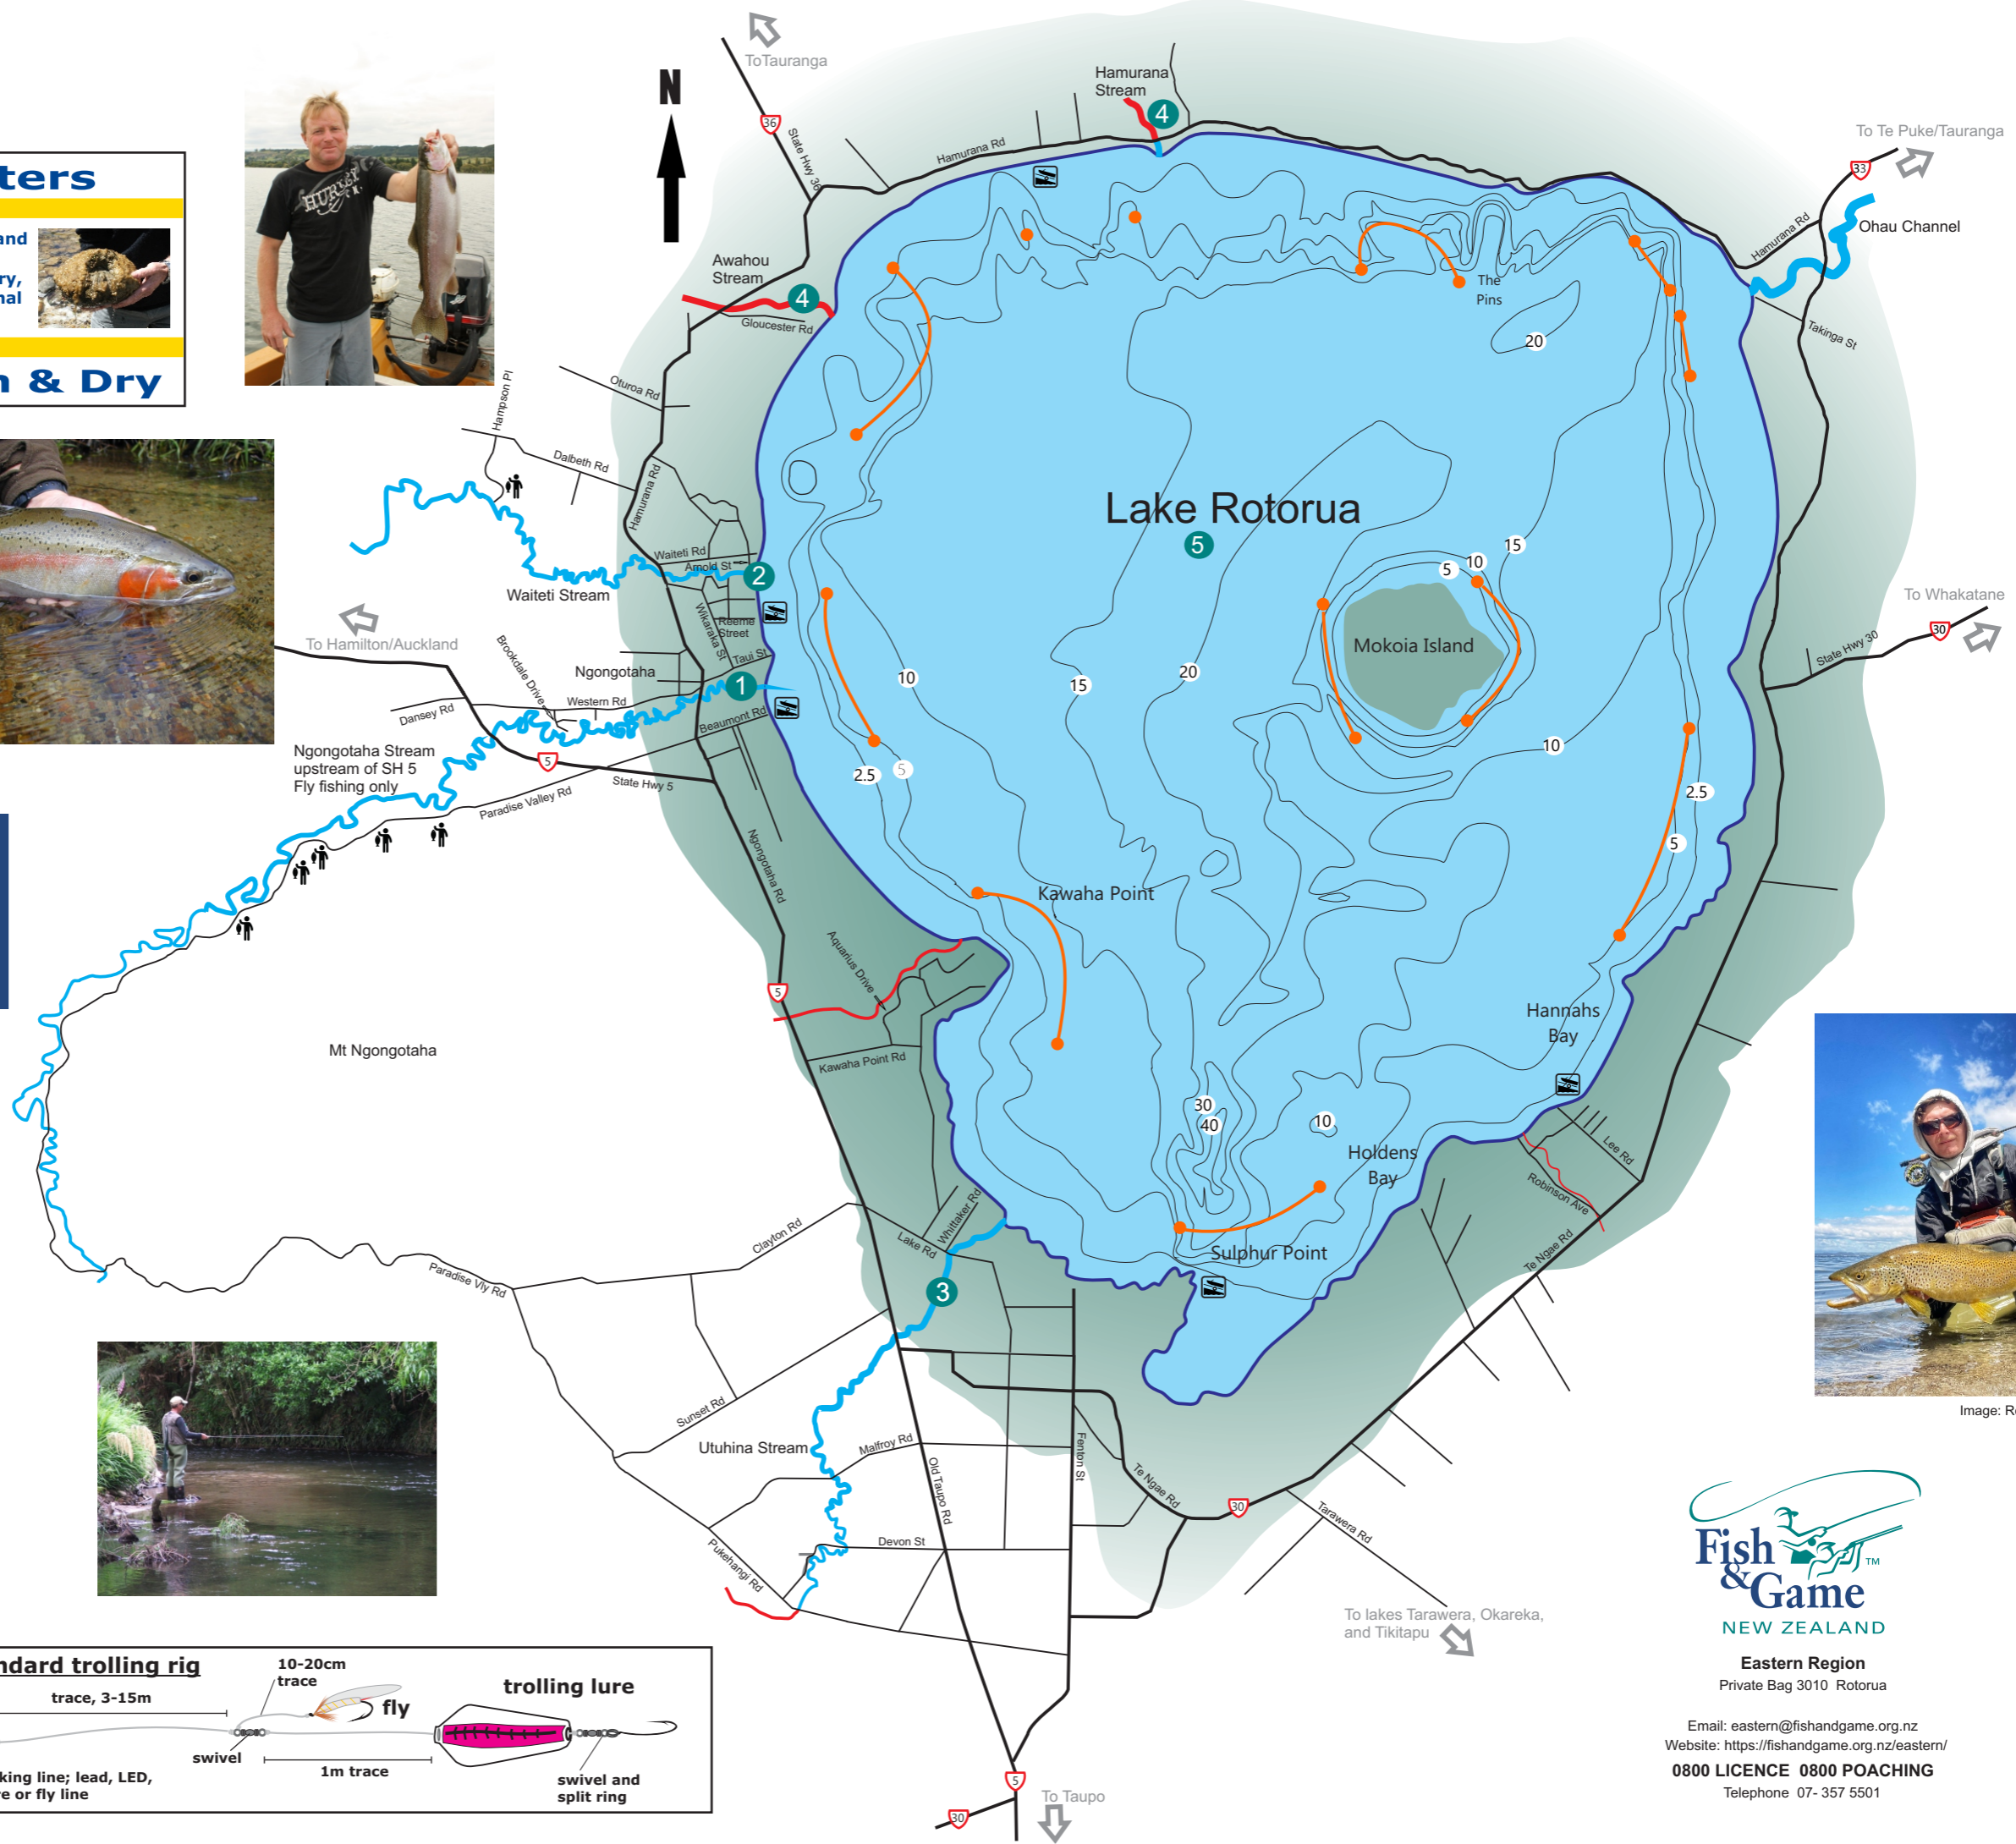 ters
and
ry,
nal
n & Dry
HURLEY
N
To Tauranga
36
State Hwy 36
Hamurana
Stream
4
Hamurana Rd
To Te Puke/Tauranga
33
Hamurana Rd
Ohau Channel
Takinga St
Awahou
Stream
4
Gloucester Rd
The
Pins
20
Oturoa Rd
Hampson Pl
Dalbeth Rd
Hamurana Rd
Lake Rotorua
5
Waiteti Rd
Arnold St
2
Waiteti Stream
Wikaraka St
Reeme
Street
Taui St
5
10
15
Mokoia Island
To Whakatane
30
State Hwy 30
To Hamilton/Auckland
Brookdale Drive
Ngongotaha
1
Western Rd
Dansey Rd
Beaumont Rd
10
15
20
10
Ngongotaha Stream
upstream of SH 5
Fly fishing only
5
State Hwy 5
Paradise Valley Rd
2.5
5
2.5
5
Ngongotaha Rd
Kawaha Point
Aquarius Drive
5
Kawaha Point Rd
Mt Ngongotaha
Hannahs
Bay
30
40
10
Holdens
Bay
Lee Rd
Robinson Ave
Te Ngae Rd
Sulphur Point
Whittaker Rd
Lake Rd
Clayton Rd
Paradise Vly Rd
3
Sunset Rd
Utuhina Stream
Malfroy Rd
Old Taupo Rd
Fenton St
Te Ngae Rd
30
Tarawera Rd
Devon St
Pukehangi Rd
To lakes Tarawera, Okareka,
and Tikitapu
5
30
To Taupo
Image: R
Fish
&Game
TM
NEW ZEALAND
Eastern Region
Private Bag 3010 Rotorua
Email: eastern@fishandgame.org.nz
Website: https://fishandgame.org.nz/eastern/
0800 LICENCE 0800 POACHING
Telephone 07- 357 5501
ndard trolling rig
trace, 3-15m
10-20cm
trace
fly
trolling lure
swivel
1m trace
swivel and
split ring
king line; lead, LED,
e or fly line